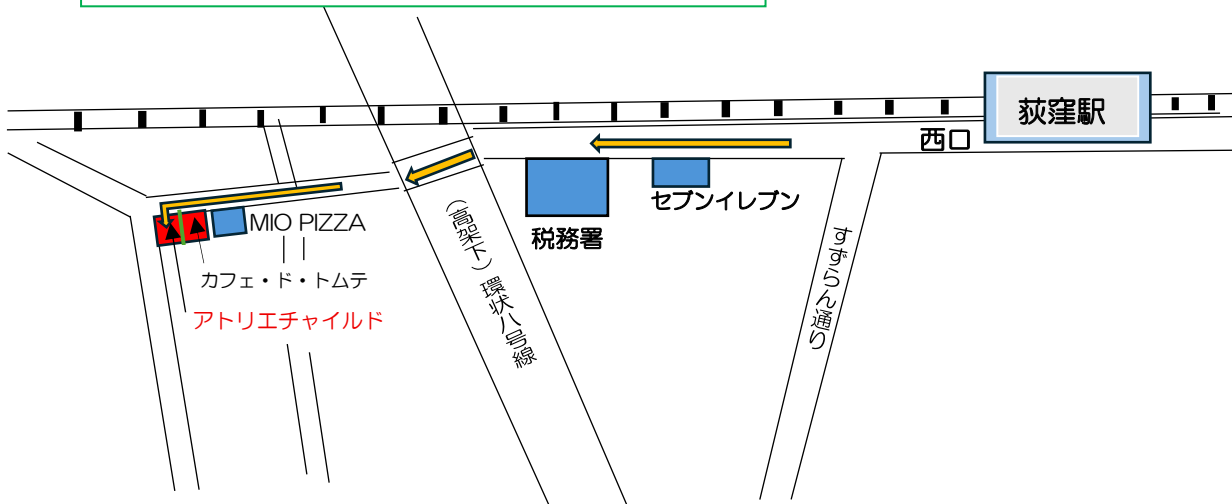 荻窪駅
西口
セブンイレブン
税務署
すずらん通り
(高架下)環状八号線
MIO PIZZA
カフェ・ド・トムテ
アトリエチャイルド